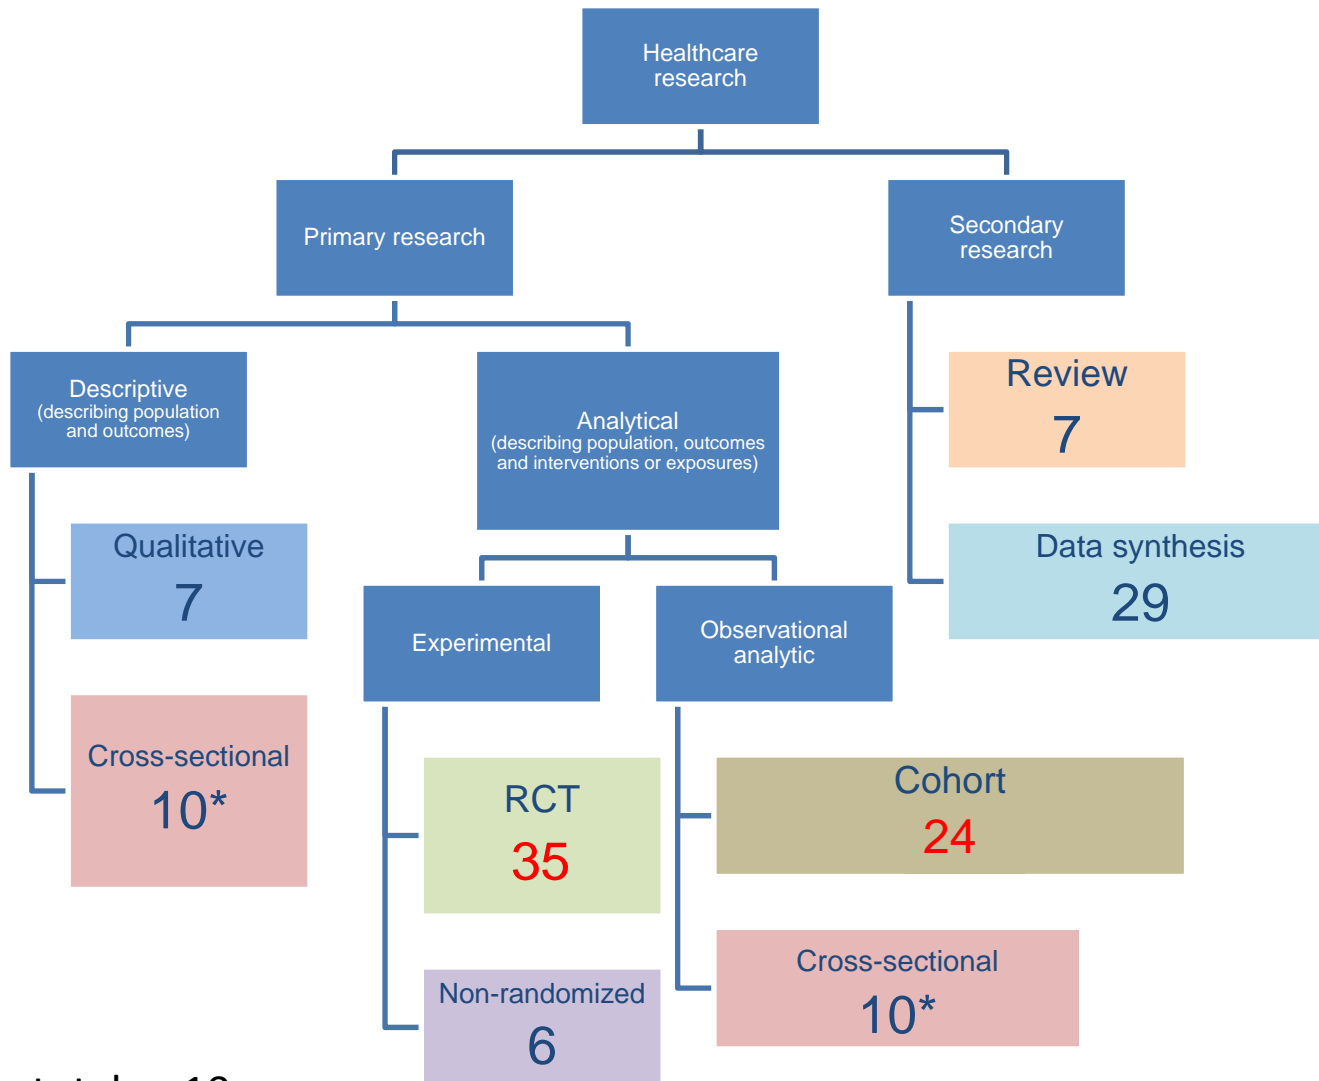 Healthcare
research
Primary research
Secondary
research
Descriptive
(describing population
and outcomes)
Analytical
(describing population, outcomes
and interventions or exposures)
Review
7
Qualitative
7
Data synthesis
29
Experimental
Observational
analytic
Cross-sectional
10*
RCT
35
Cohort
24
Non-randomized
6
Cross-sectional
10*